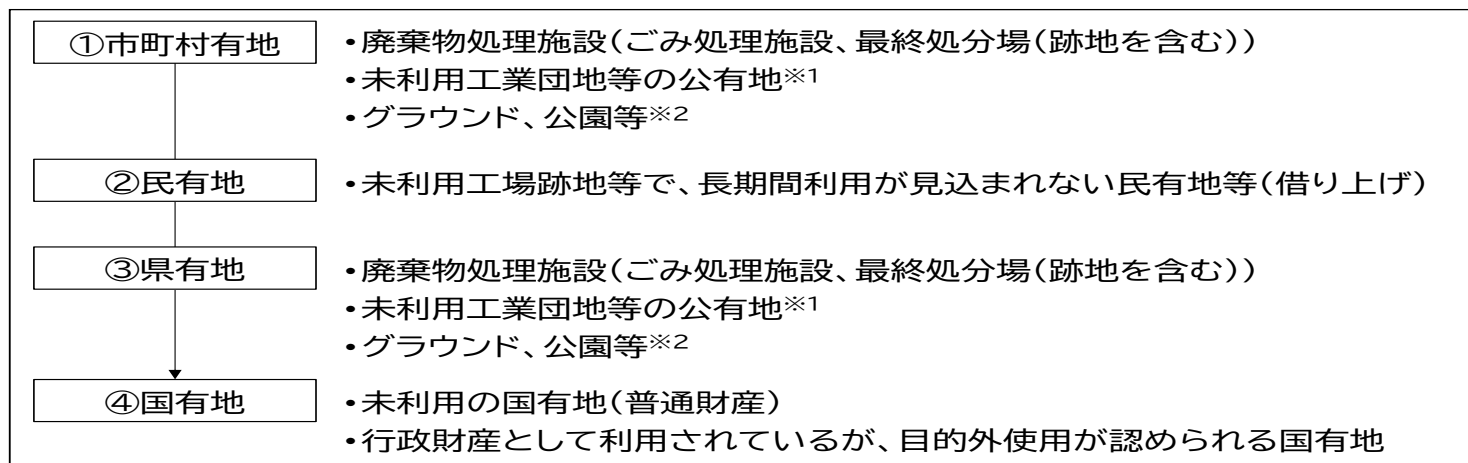 ①市町村有地
•廃棄物処理施設(ごみ処理施設、最終処分場(跡地を含む))
•未利用工業団地等の公有地※1
•グラウンド、公園等※2
②民有地
•未利用工場跡地等で、長期間利用が見込まれない民有地等(借り上げ)
③県有地
•廃棄物処理施設(ごみ処理施設、最終処分場(跡地を含む))
•未利用工業団地等の公有地※1
•グラウンド、公園等※2
④国有地
•未利用の国有地(普通財産)
•行政財産として利用されているが、目的外使用が認められる国有地